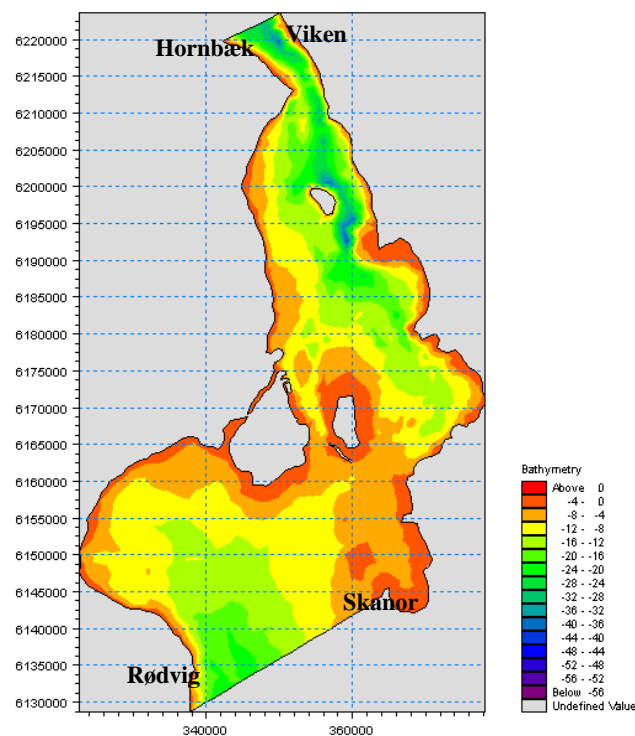 Viken
Hornbæk
6220000
6215000
6210000
6205000
6200000
6195000
6190000
6185000
6180000
6175000
6170000
6165000
6160000
6155000
6150000
6145000
6140000
6135000
6130000
Skanor
Rødvig
340000
360000
Bathymetry
Above 0
-4 - 0
-8 - -4
-12 - -8
-16 - -12
-20 - -16
-24 - -20
-28 - -24
-32 - -28
-36 - -32
-40 - -36
-44 - -40
-48 - -44
-52 - -48
-56 - -52
Below -56
Undefined Value